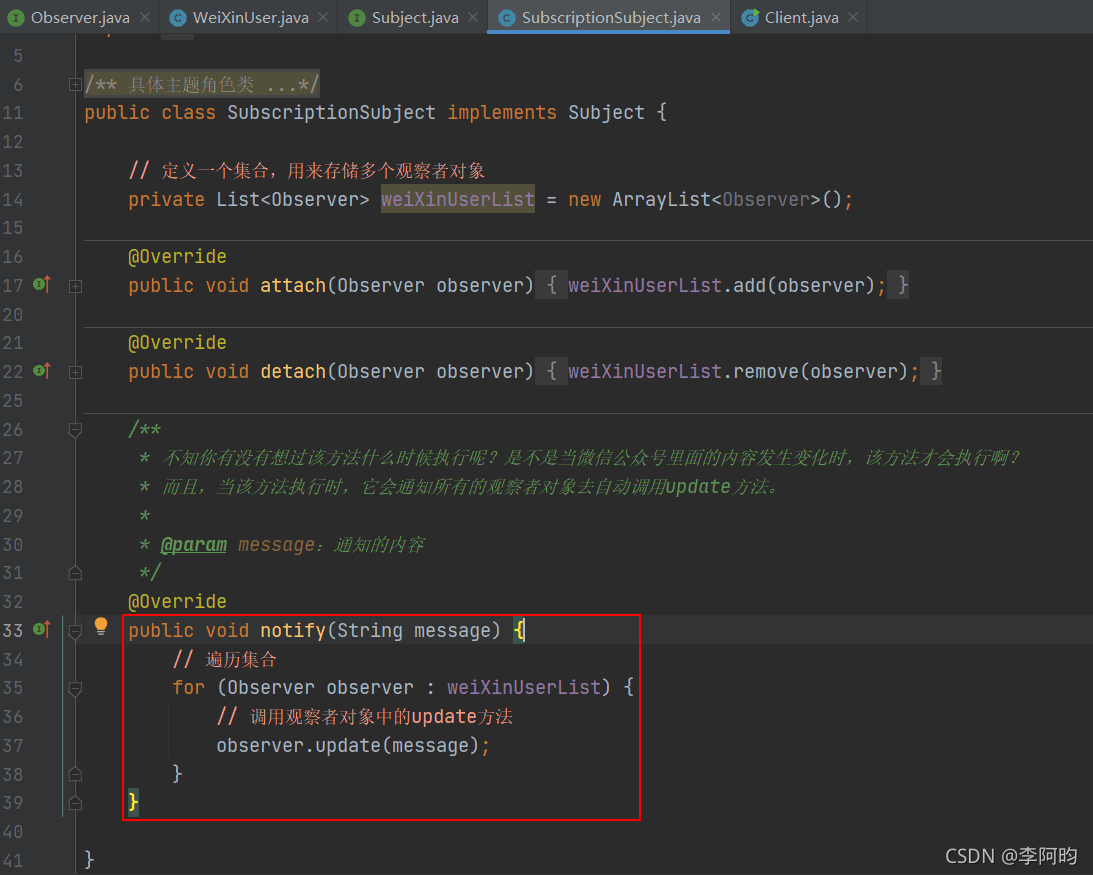 Observer.java WeiXinUser.java Subject.java SubscriptionSubject.java Client.java
5
6 /** 具体主题角色类 ...*/
11 public class SubscriptionSubject implements Subject {
12
13 // 定义一个集合，用来存储多个观察者对象
14 private List<Observer> weiXinUserList = new ArrayList<Observer>();
15
16 @Override
17 public void attach(Observer observer) { weiXinUserList.add(observer); }
20
21 @Override
22 public void detach(Observer observer) { weiXinUserList.remove(observer); }
25
26 /**
27 * 不知你有没有想过该方法什么时候执行呢？是不是当微信公众号里面的内容发生变化时，该方法才会执行啊？
28 * 而且，当该方法执行时，它会通知所有的观察者对象去自动调用update方法。
29 *
30 * @param message：通知的内容
31 */
32 @Override
33 public void notify(String message) {
34 // 遍历集合
35 for (Observer observer : weiXinUserList) {
36 // 调用观察者对象中的update方法
37 observer.update(message);
38 }
39 }
40
41 }
CSDN @李阿昀